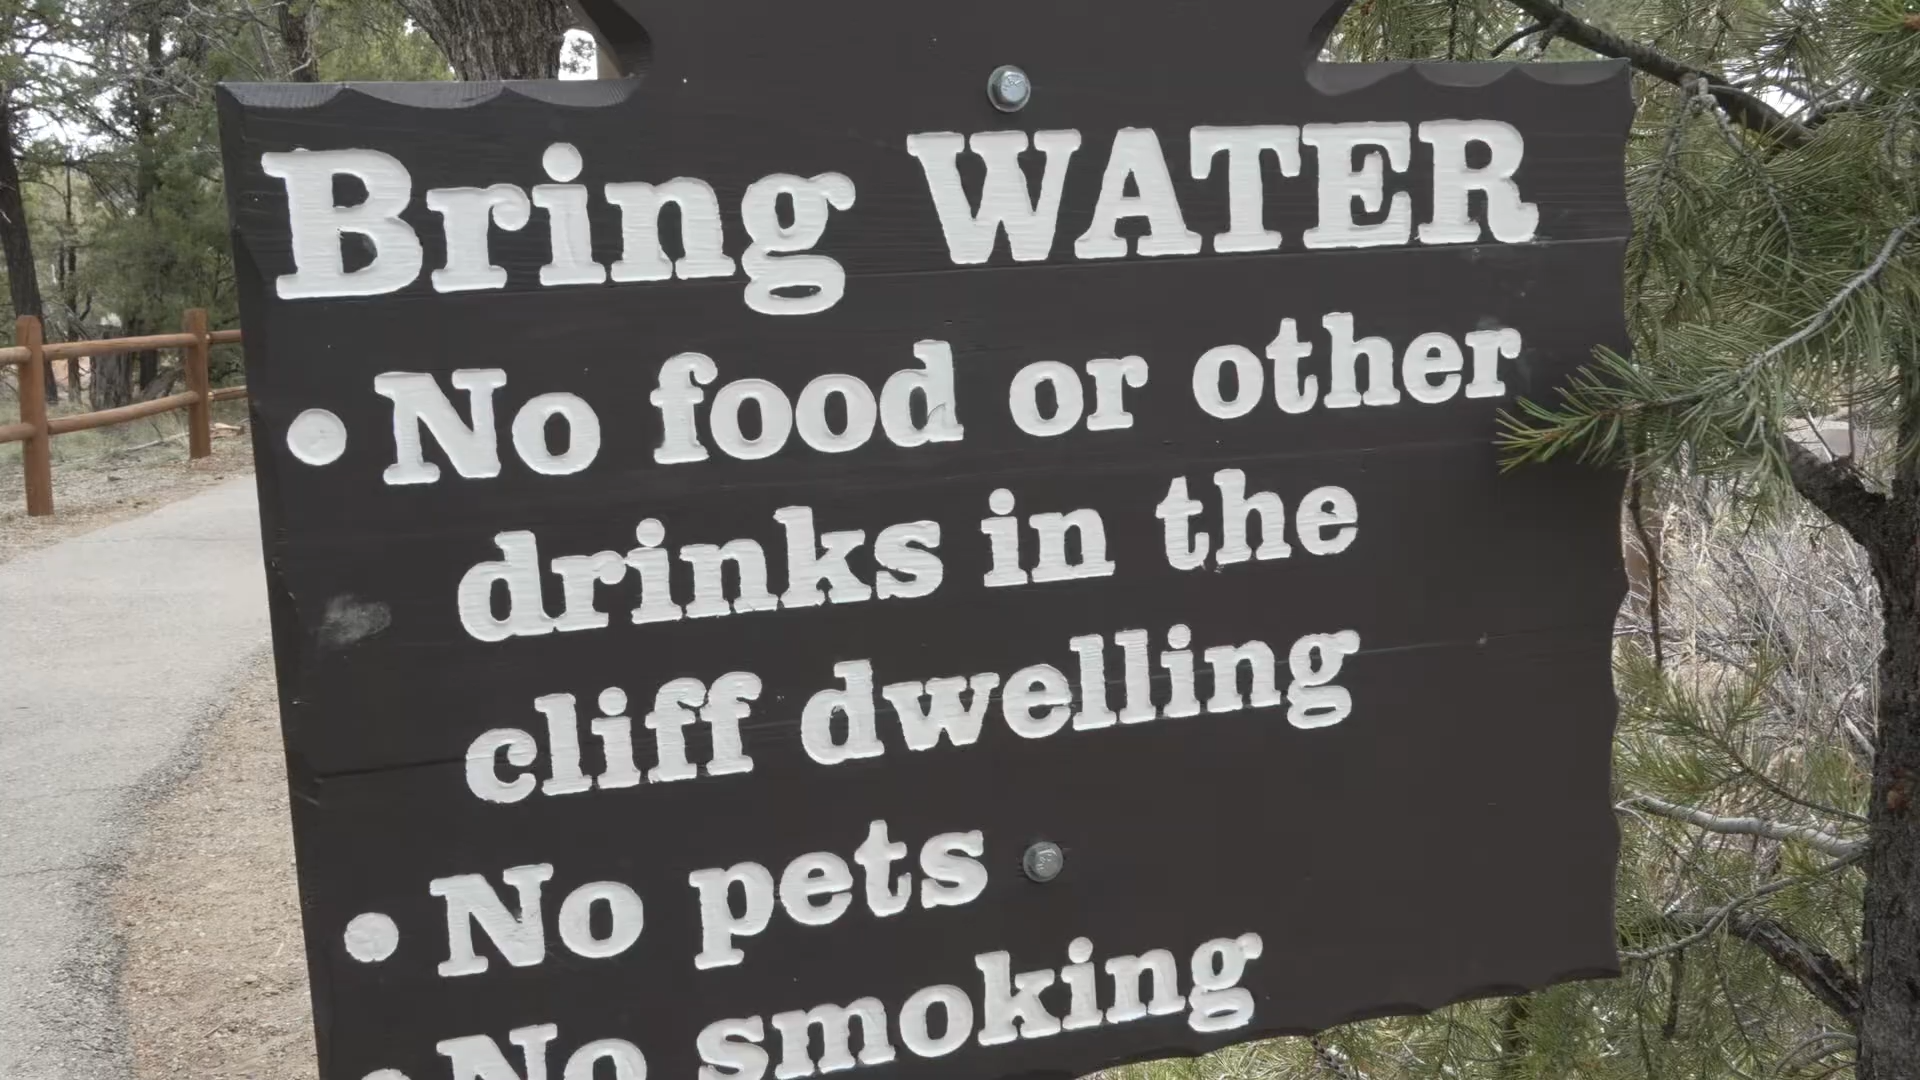 Bring WATER
• No food or other
drinks in the
cliff dwelling
• No pets
• No smoking